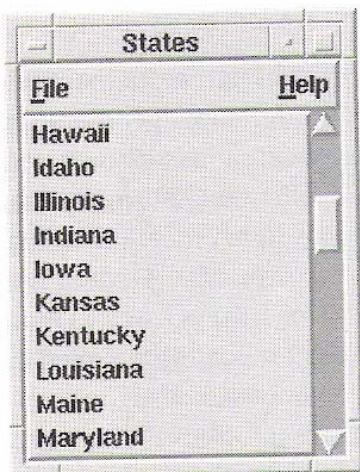 States
File Help
Hawaii
Idaho
Illinois
Indiana
Iowa
Kansas
Kentucky
Louisiana
Maine
Maryland